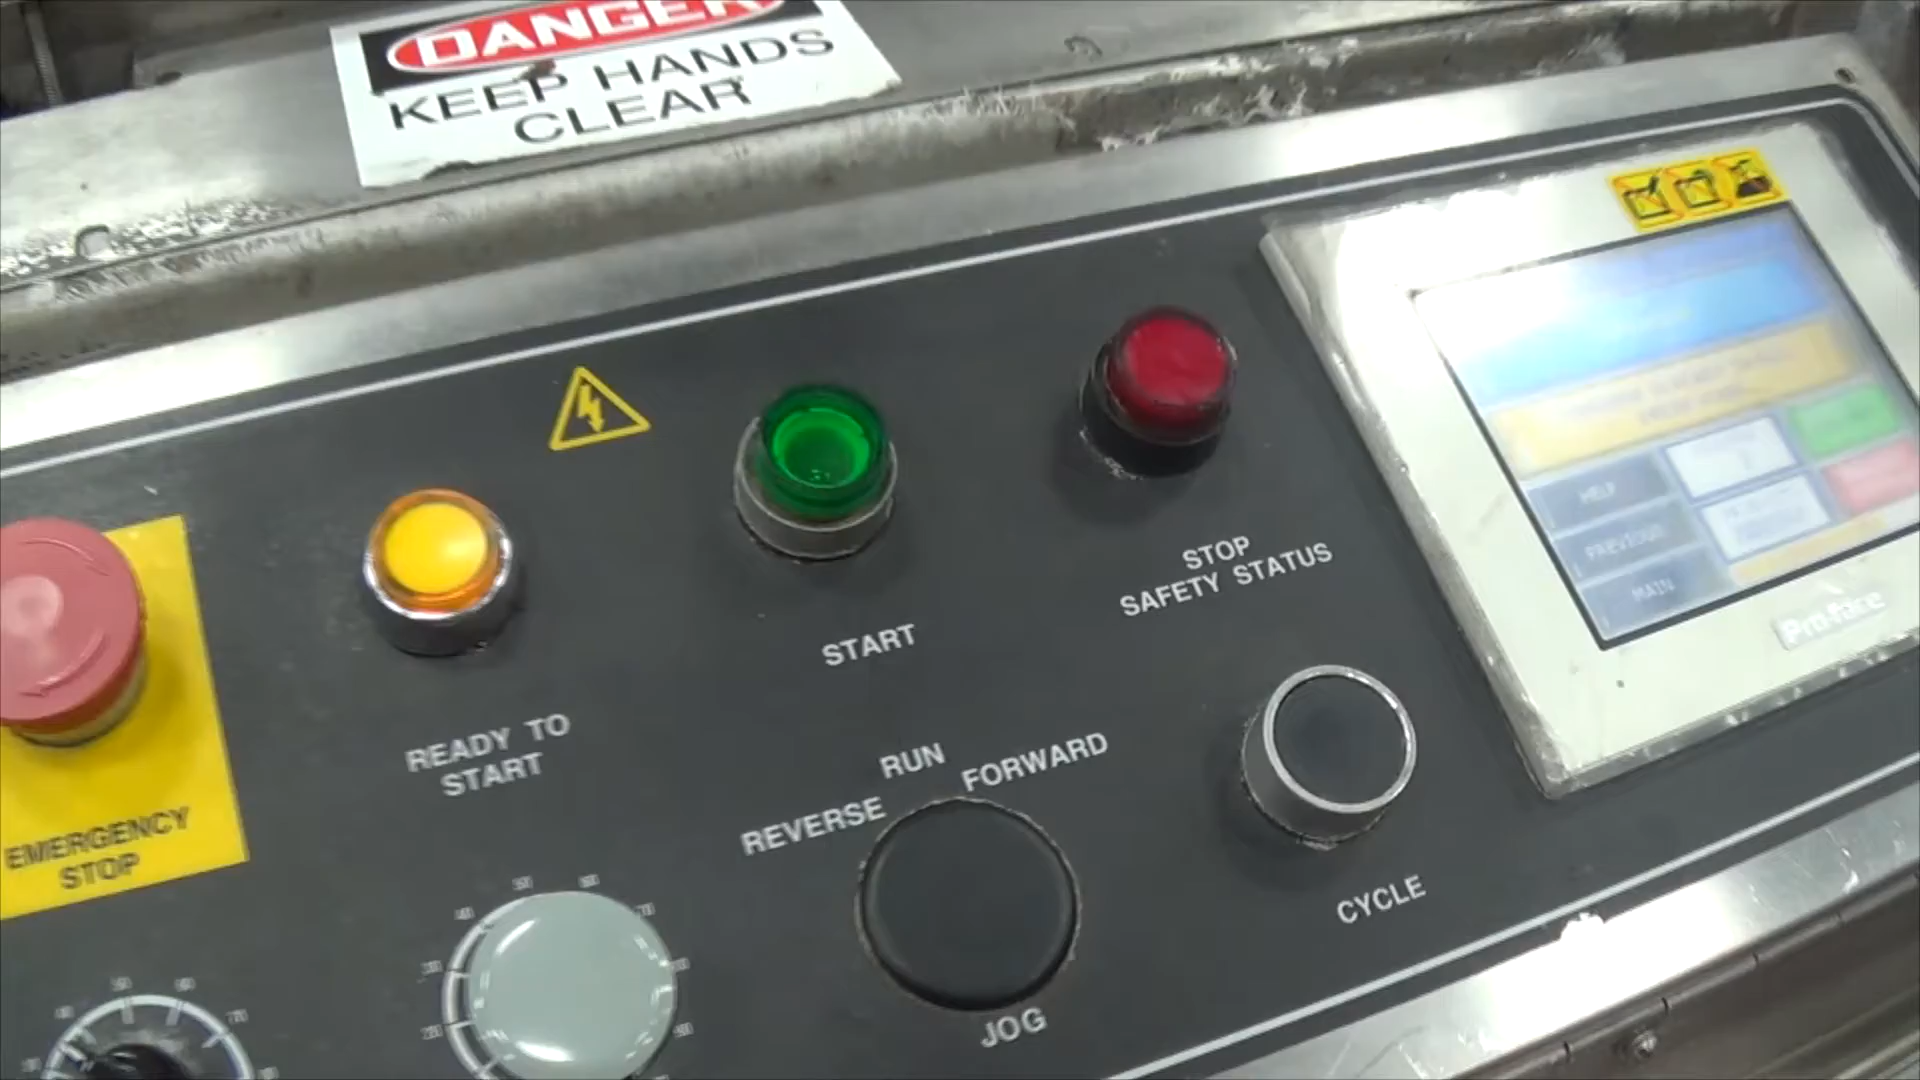 DANGER
KEEP HANDS
CLEAR
STOP
SAFETY STATUS
START
READY TO
START
RUN
FORWARD
REVERSE
JOG
CYCLE
EMERGENCY
STOP
HELP
PREVIOUS
MAIN
Pro-face